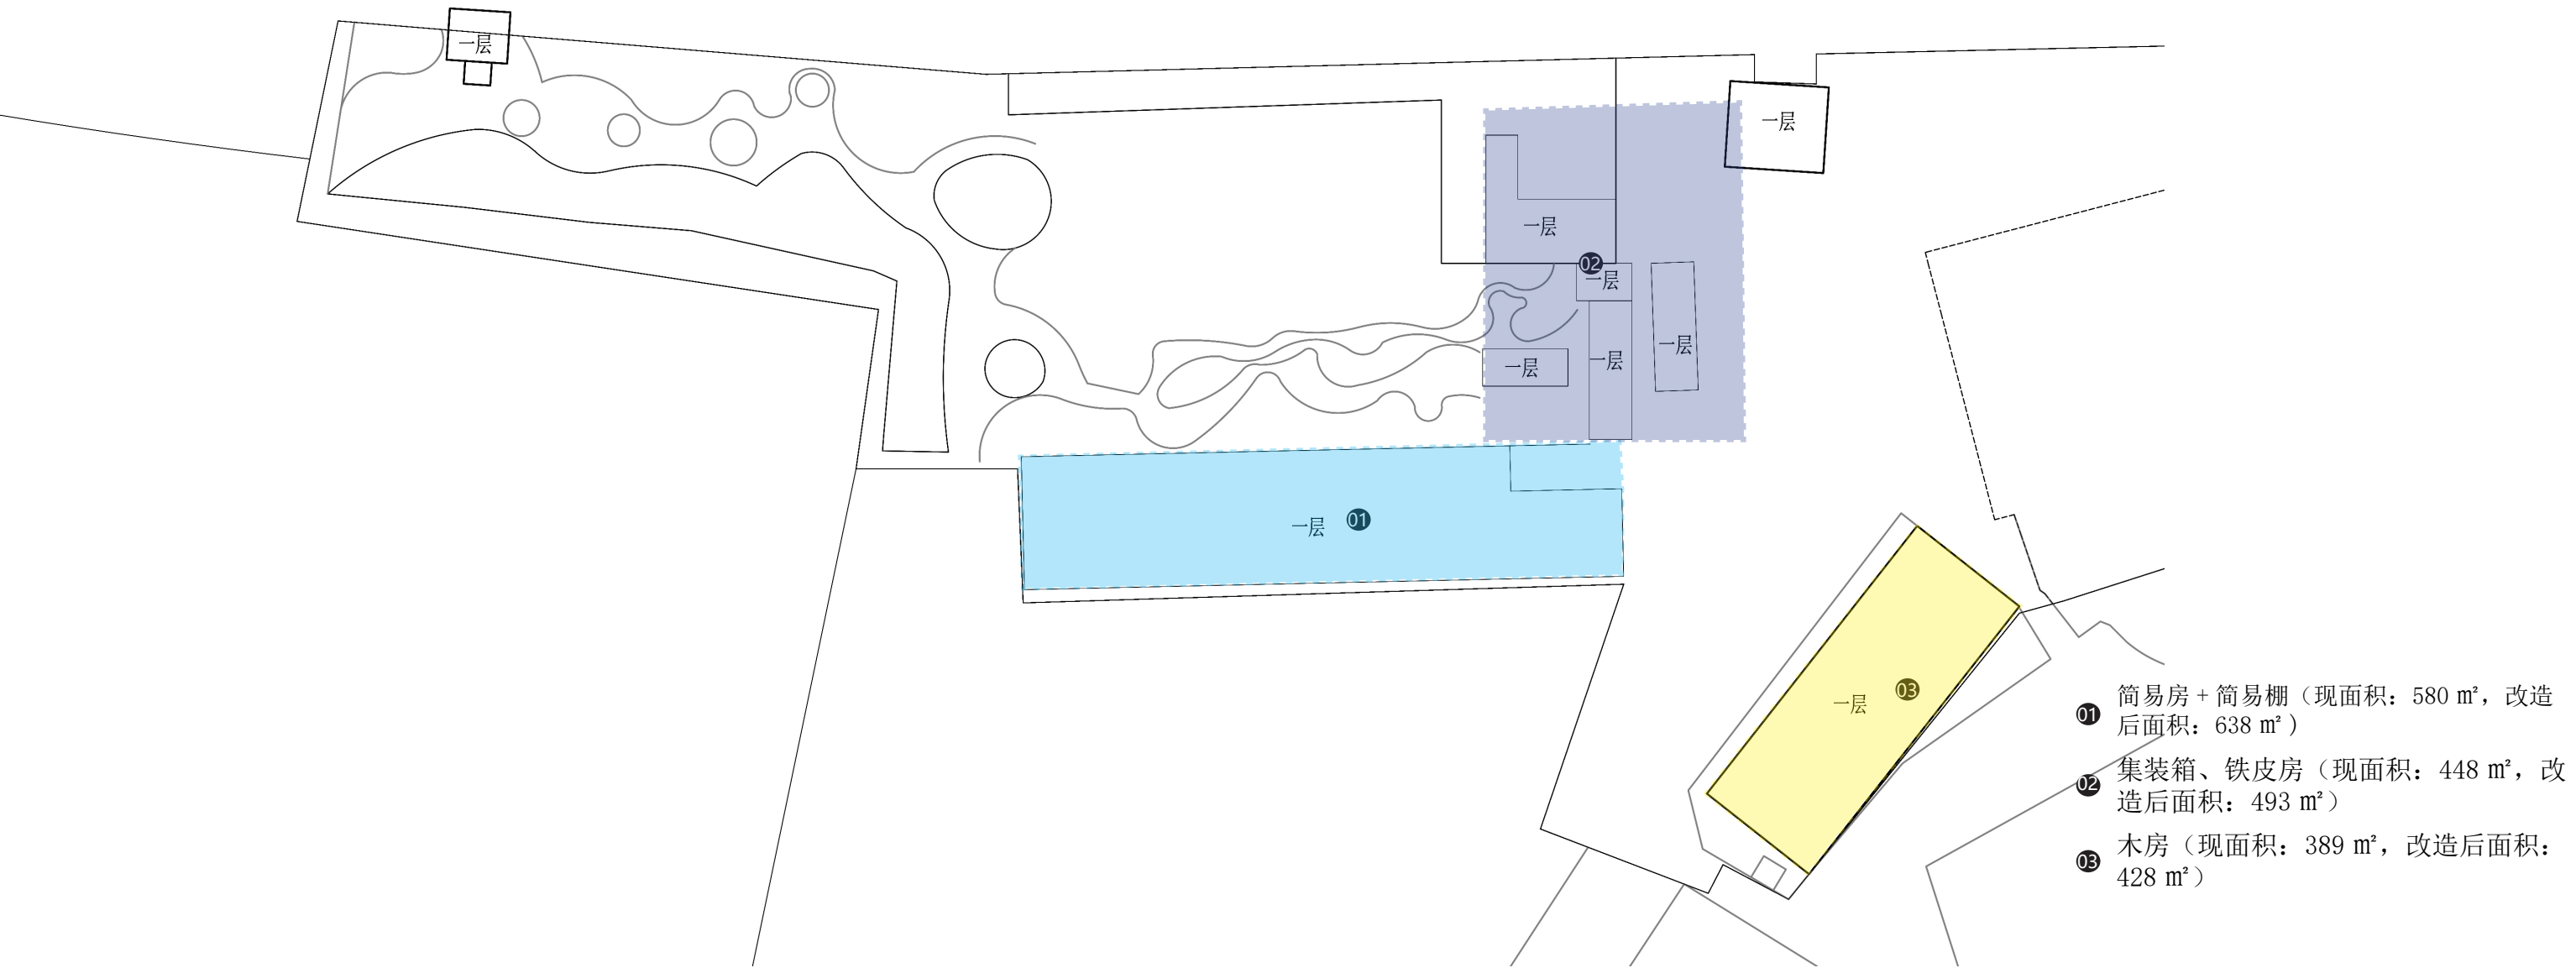 一层
一层
一层
02
一层
一层
一层
一层
一层
01
03
一层
01 简易房 + 简易棚（现面积：580 ㎡，改造
后面积：638 ㎡）
02 集装箱、铁皮房（现面积：448 ㎡，改
造后面积：493 ㎡）
03 木房（现面积：389 ㎡，改造后面积：
428 ㎡）